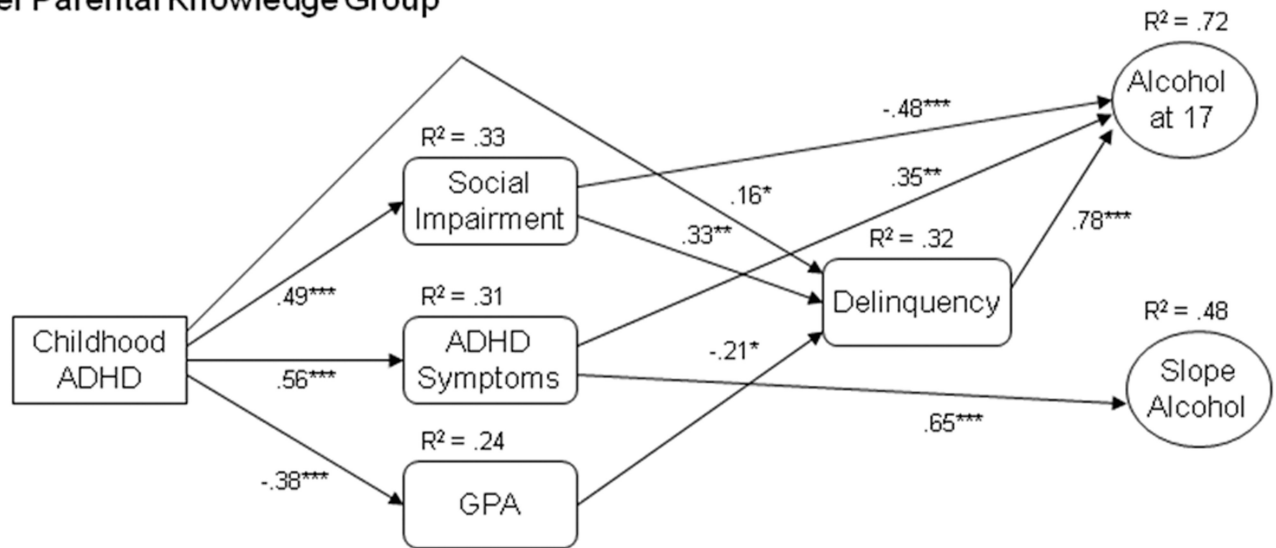 Parental Knowledge Group
R² = .72
Alcohol
at 17
-.48***
R² = .33
Social
Impairment
.35**
.16*
.33**
R² = .32
.78***
Delinquency
.49***
R² = .31
R² = .48
Childhood
ADHD
ADHD
Symptoms
.56***
-.21*
Slope
Alcohol
.65***
R² = .24
-.38***
GPA